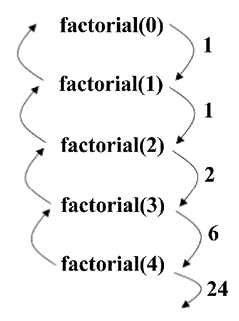 factorial(0)
1
factorial(1)
1
factorial(2)
2
factorial(3)
6
factorial(4)
24